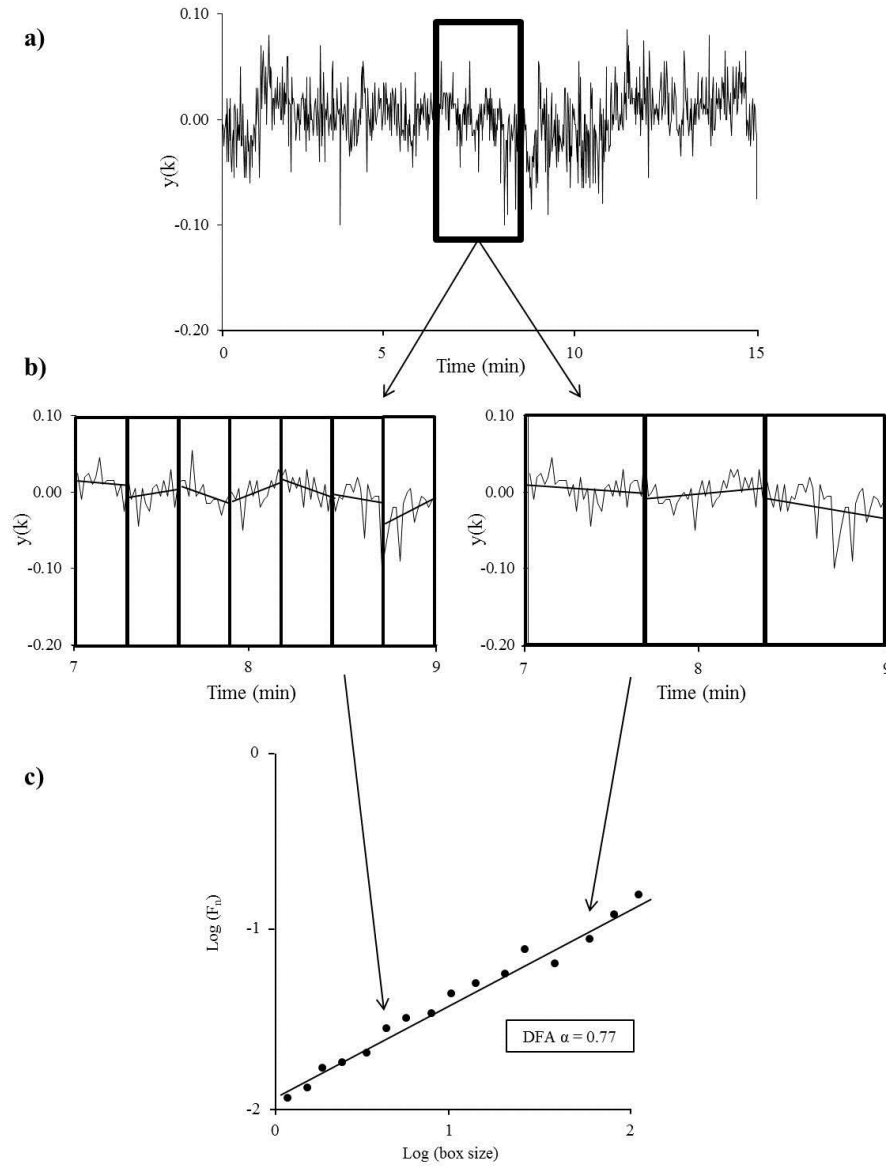 a)
0.10
0.00
-0.10
-0.20
y(k)
0 5 10 15
Time (min)
b)
0.10
0.00
-0.10
-0.20
y(k)
7 8 9
Time (min)
0.10
0.00
-0.10
-0.20
y(k)
7 8 9
Time (min)
c)
0
-1
-2
Log (Fn)
DFA α = 0.77
0 1 2
Log (box size)